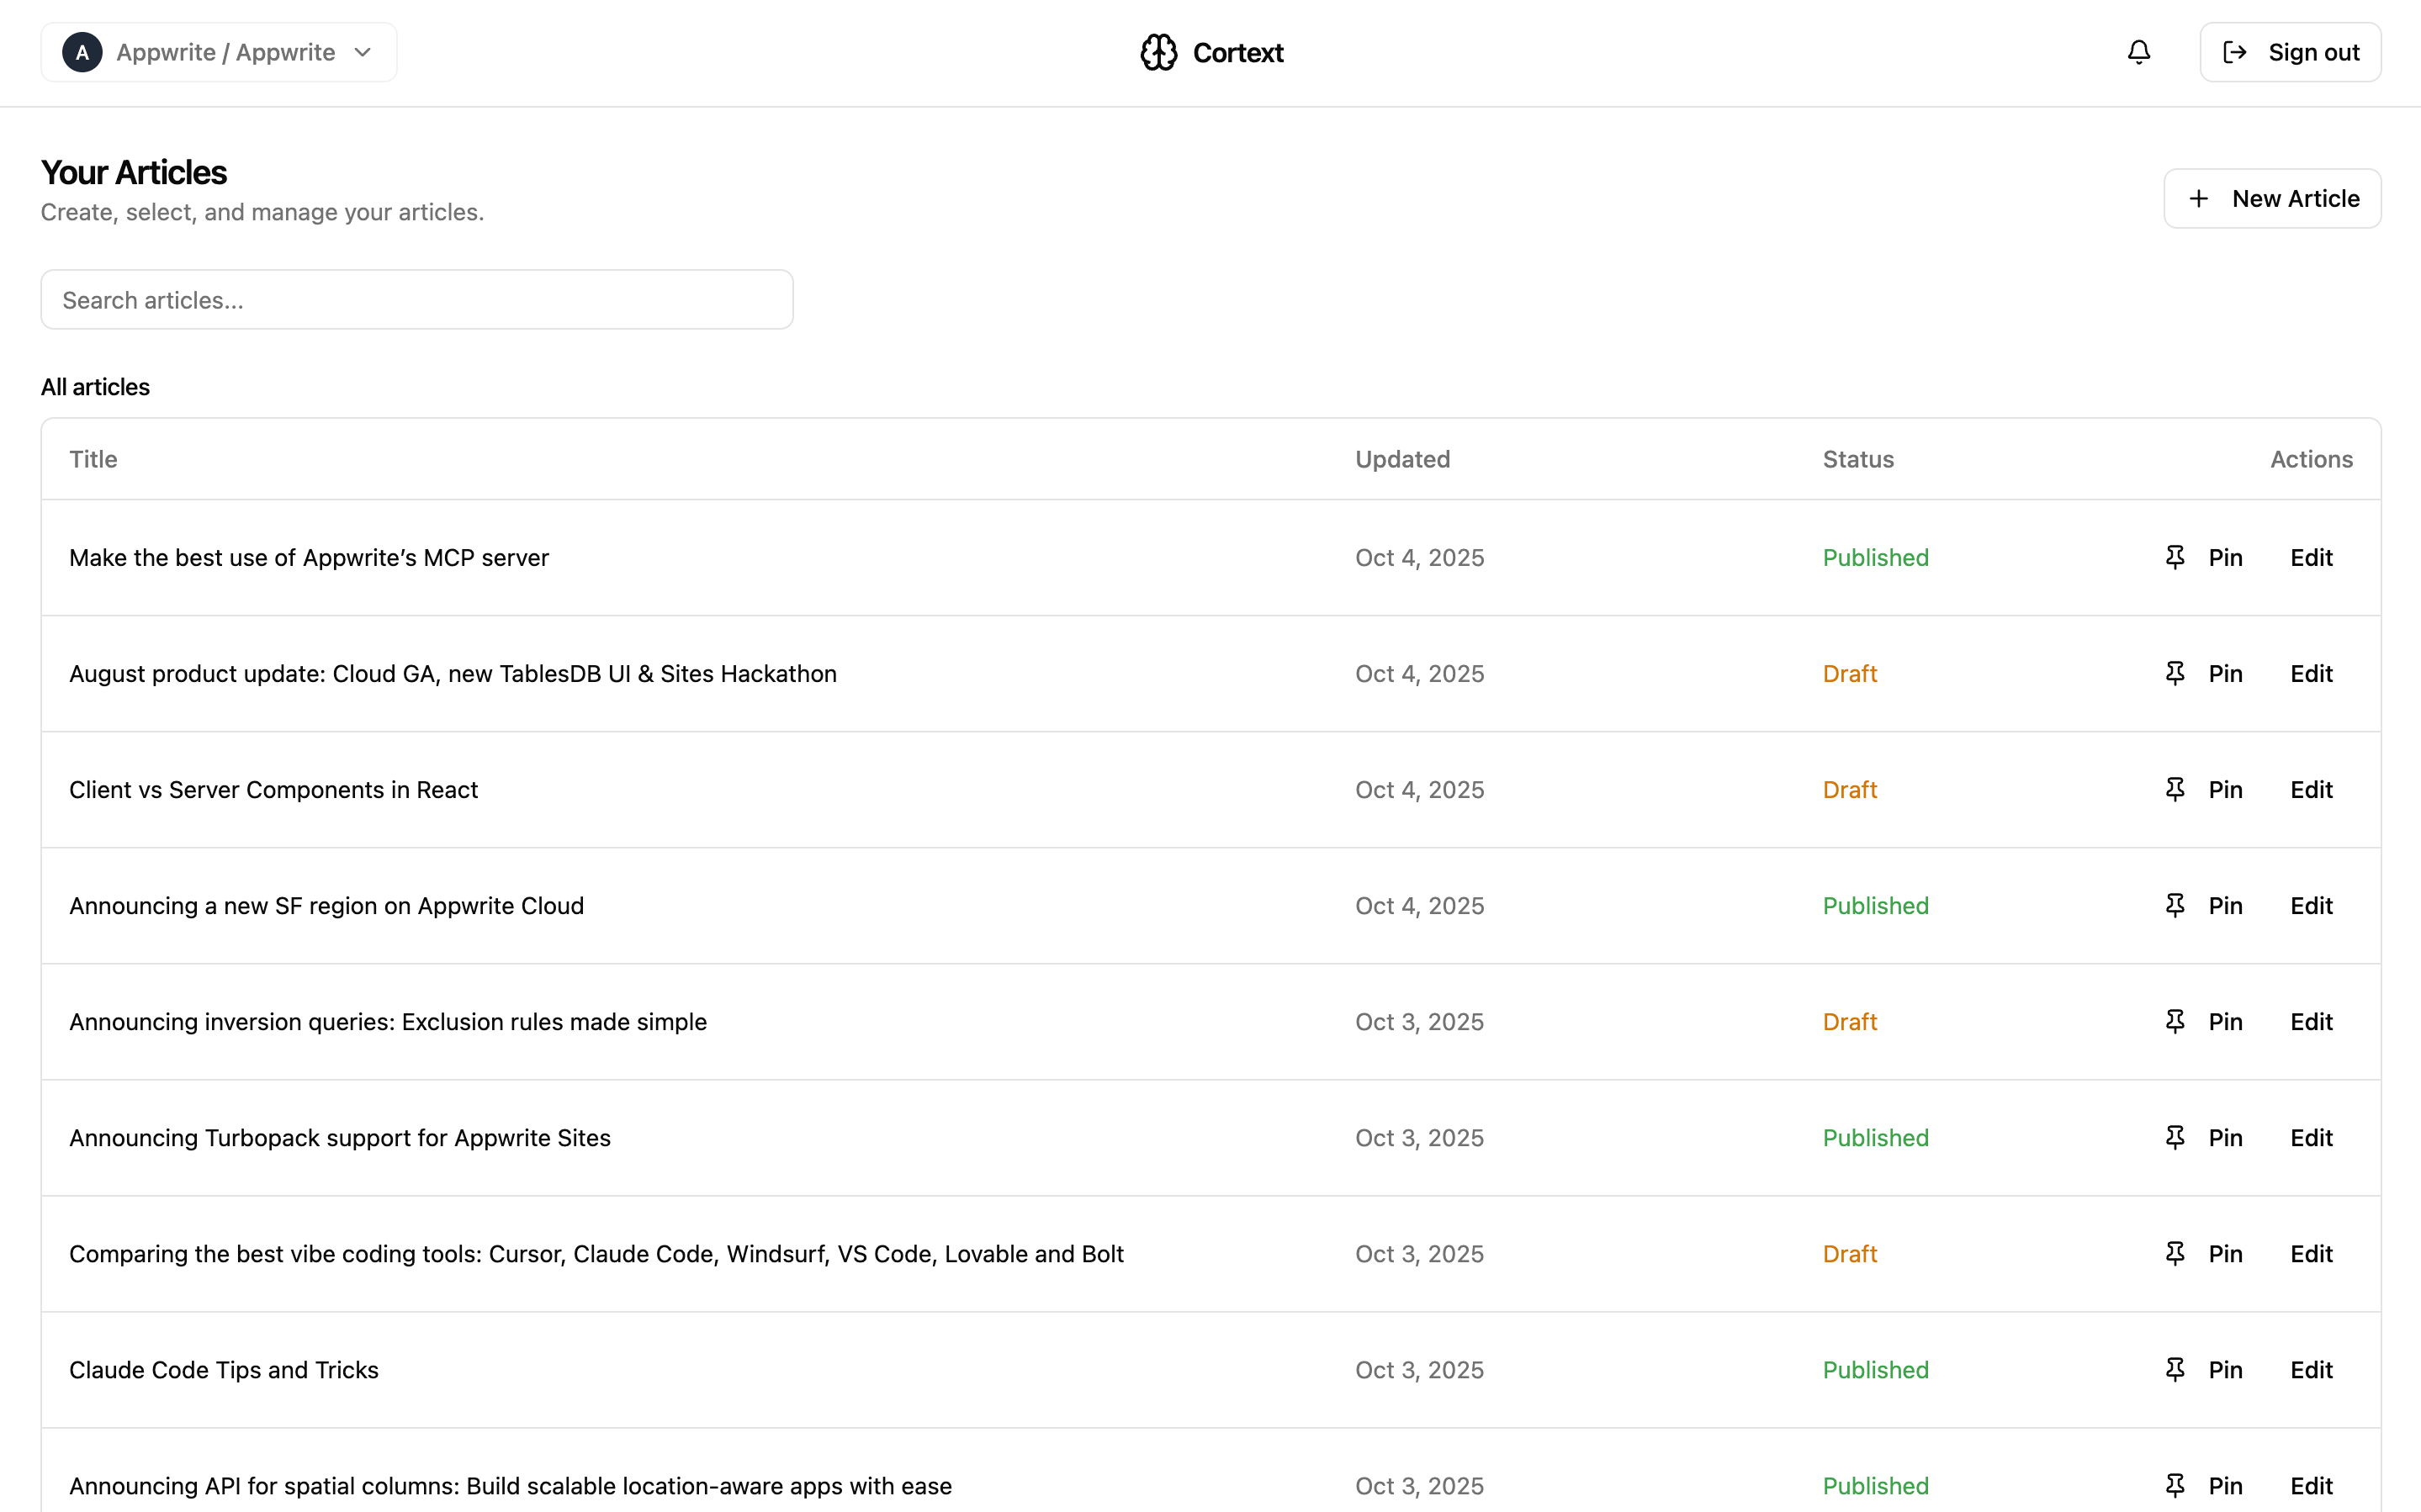 A Appwrite / Appwrite
Cortext
Sign out
Your Articles
Create, select, and manage your articles.
New Article
Search articles...
All articles
Title Updated Status Actions
Make the best use of Appwrite’s MCP server Oct 4, 2025 Published Pin Edit
August product update: Cloud GA, new TablesDB UI & Sites Hackathon Oct 4, 2025 Draft Pin Edit
Client vs Server Components in React Oct 4, 2025 Draft Pin Edit
Announcing a new SF region on Appwrite Cloud Oct 4, 2025 Published Pin Edit
Announcing inversion queries: Exclusion rules made simple Oct 3, 2025 Draft Pin Edit
Announcing Turbopack support for Appwrite Sites Oct 3, 2025 Published Pin Edit
Comparing the best vibe coding tools: Cursor, Claude Code, Windsurf, VS Code, Lovable and Bolt Oct 3, 2025 Draft Pin Edit
Claude Code Tips and Tricks Oct 3, 2025 Published Pin Edit
Announcing API for spatial columns: Build scalable location-aware apps with ease Oct 3, 2025 Published Pin Edit